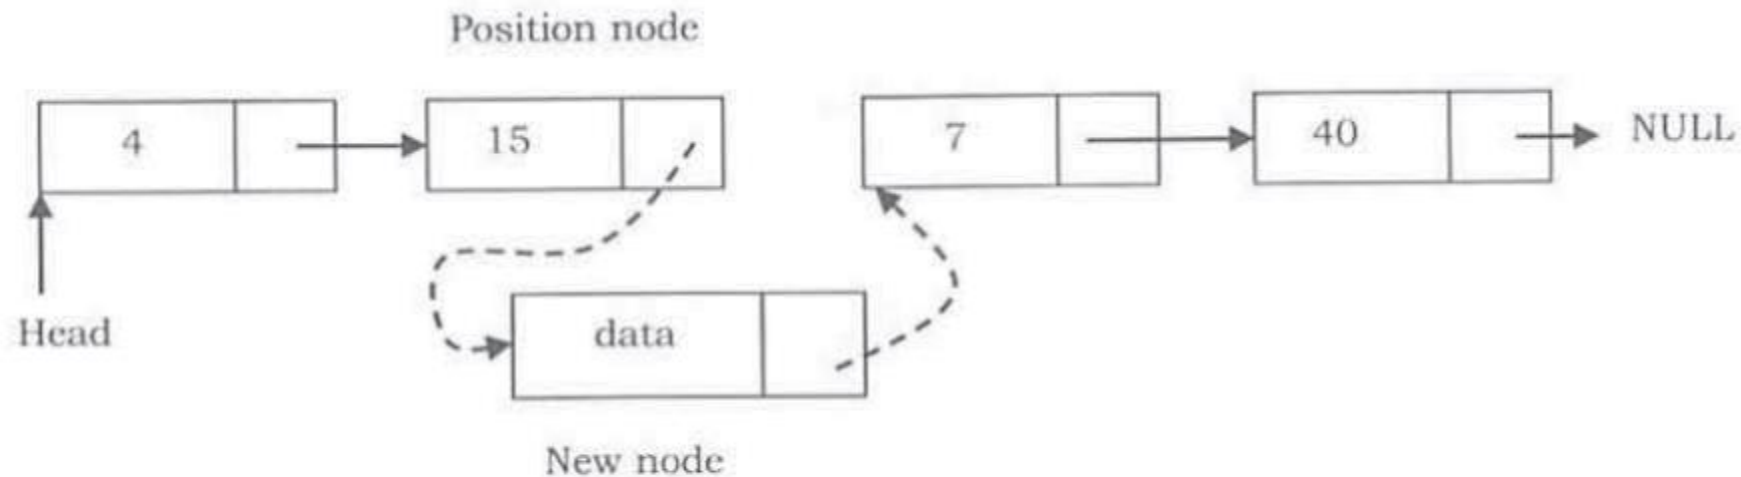 Position node
4 15 7 40 NULL
Head
data
New node